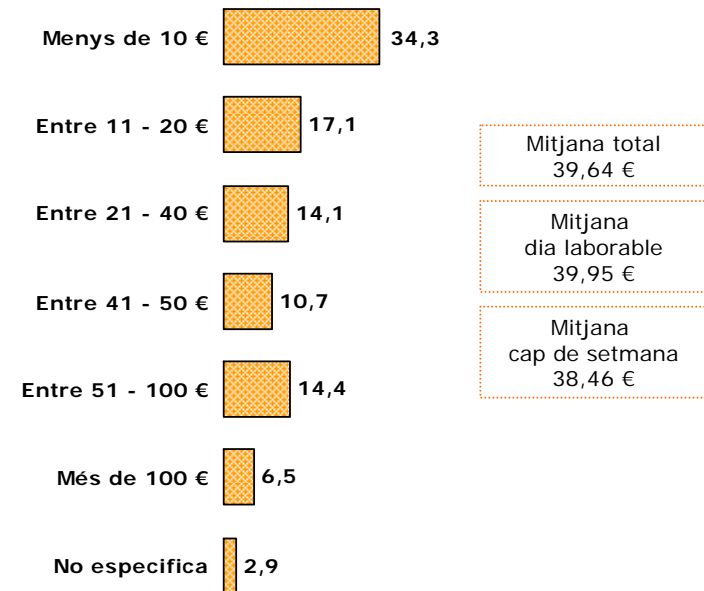 Menys de 10 € 34,3
Entre 11 - 20 € 17,1
Entre 21 - 40 € 14,1
Entre 41 - 50 € 10,7
Entre 51 - 100 € 14,4
Més de 100 € 6,5
No especifica 2,9
Mitjana total
39,64 €
Mitjana
dia laborable
39,95 €
Mitjana
cap de setmana
38,46 €